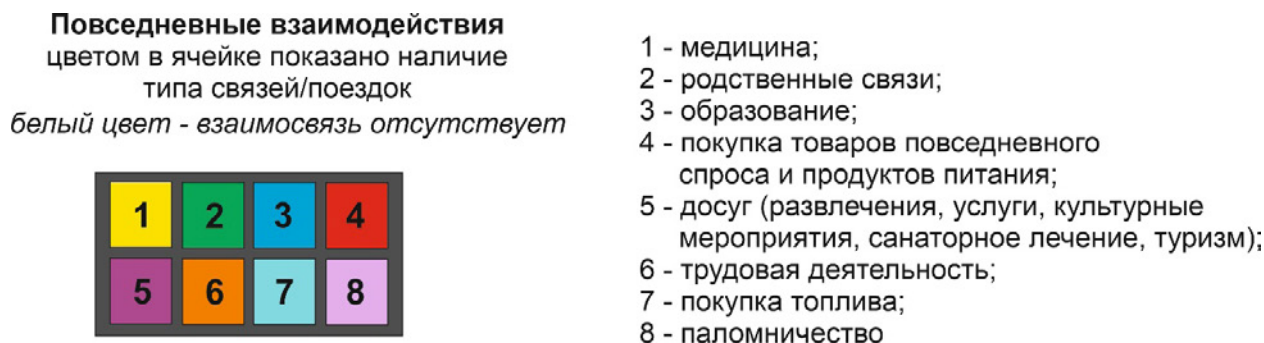 Повседневные взаимодействия
цветом в ячейке показано наличие
типа связей/поездок
белый цвет - взаимосвязь отсутствует
1 2 3 4
5 6 7 8
1 - медицина;
2 - родственные связи;
3 - образование;
4 - покупка товаров повседневного
спроса и продуктов питания;
5 - досуг (развлечения, услуги, культурные
мероприятия, санаторное лечение, туризм);
6 - трудовая деятельность;
7 - покупка топлива;
8 - паломничество